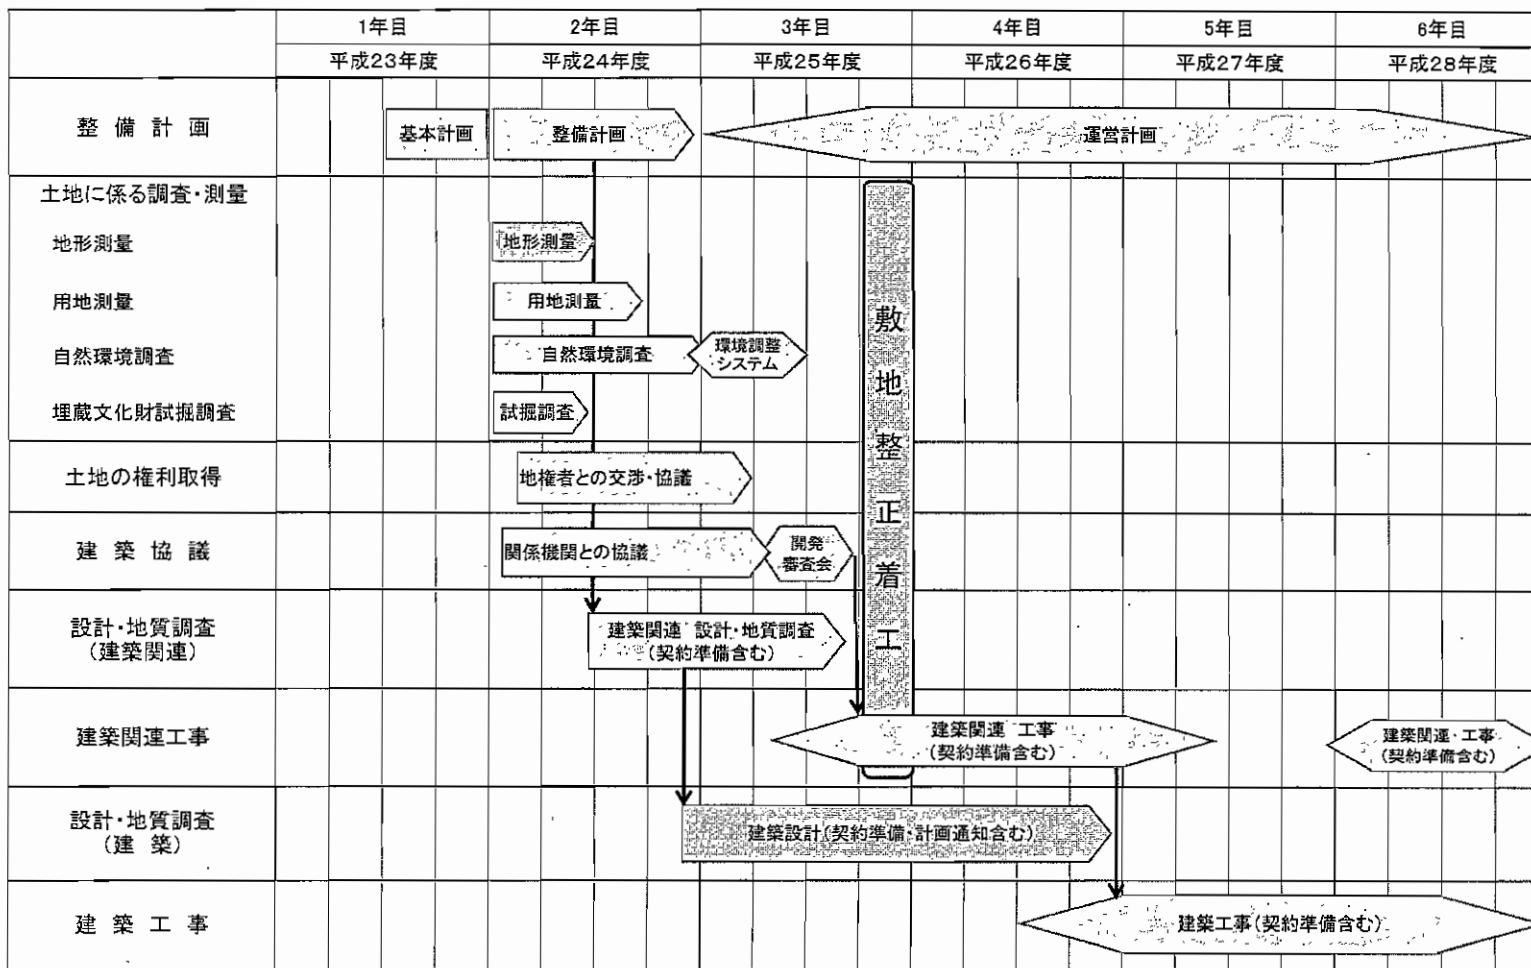 1年目 2年目 3年目 4年目 5年目 6年目
平成23年度 平成24年度 平成25年度 平成26年度 平成27年度 平成28年度
整備計画 基本計画 整備計画 運営計画
土地に係る調査・測量
地形測量 地形測量
用地測量 用地測量
自然環境調査 自然環境調査 環境調整
システム
埋蔵文化財試掘調査 試掘調査
敷地整正着工
土地の権利取得 地権者との交渉・協議
建築協議 関係機関との協議 開発
審査会
設計・地質調査
(建築関連)
建築関連 設計・地質調査
(契約準備含む)
建築関連工事
建築関連 工事
(契約準備含む)
建築関連・工事
(契約準備含む)
設計・地質調査
(建築)
建築設計(契約準備・計画通知含む)
建築工事 建築工事(契約準備含む)